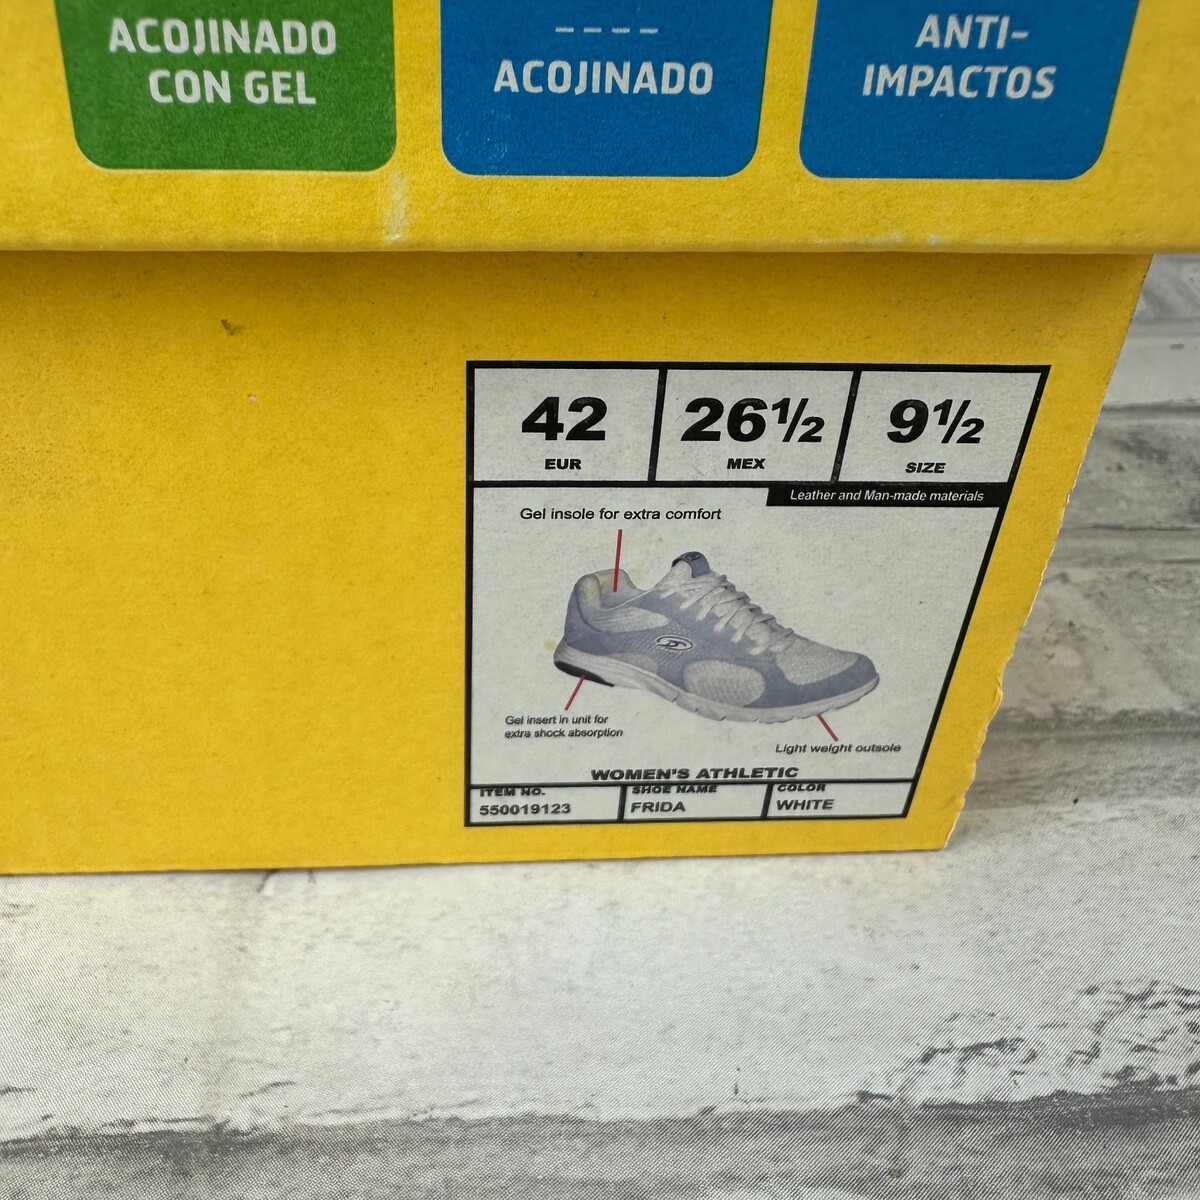 ACOJINADO
CON GEL
ACOJINADO
ANTI-
IMPACTOS
42
EUR
26½
MEX
9½
SIZE
Leather and Man-made materials
Gel insole for extra comfort
Gel insert in unit for
extra shock absorption
Light weight outsole
WOMEN'S ATHLETIC
ITEM NO.
550019123
SHOE NAME
FRIDA
COLOR
WHITE